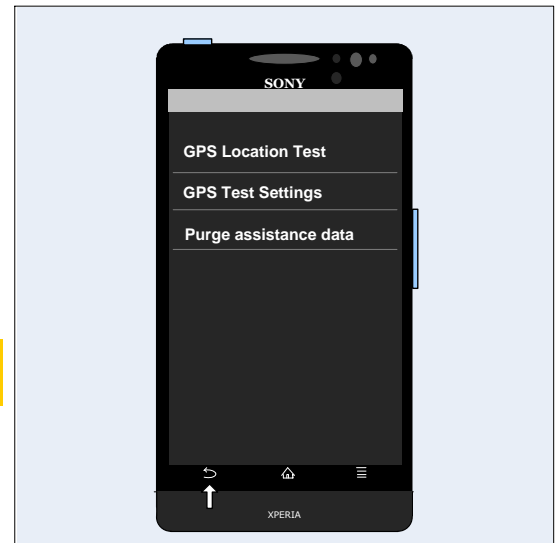 SONY
GPS Location Test
GPS Test Settings
Purge assistance data
XPERIA